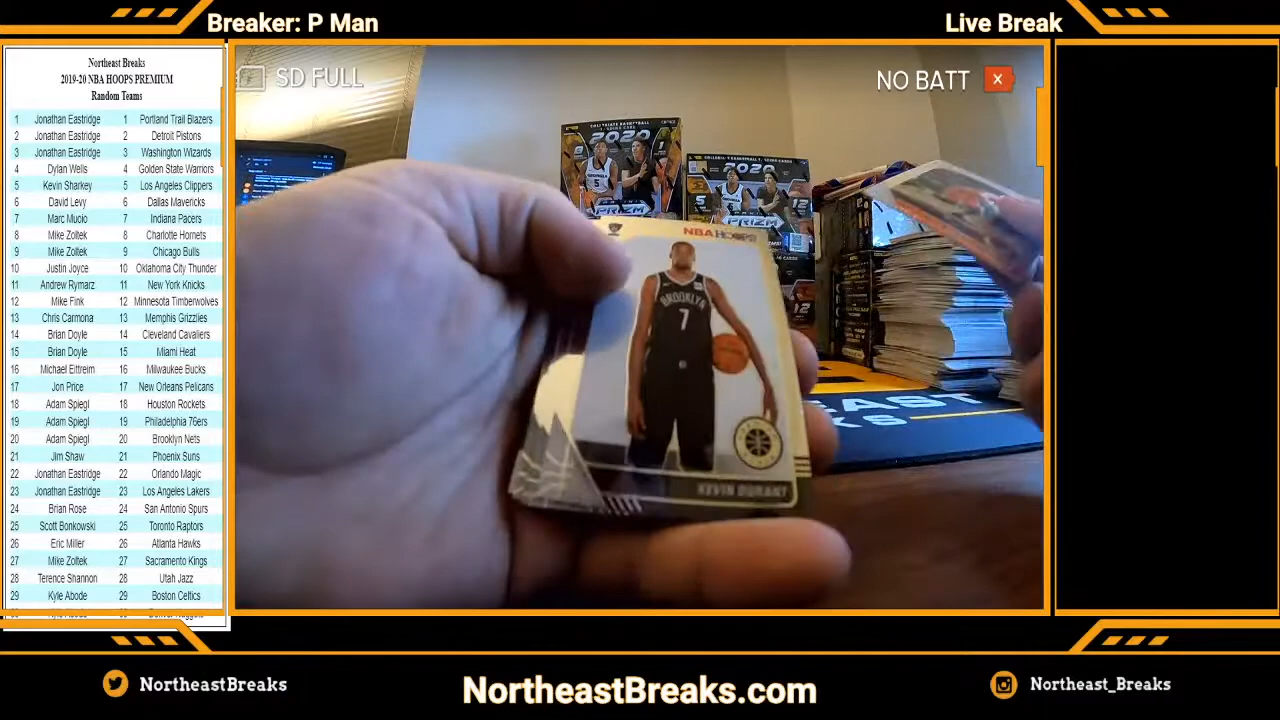 Breaker: P Man
Live Break
Northeast Breaks
2019-20 NBA HOOPS PREMIUM
Random Teams
1 Jonathan Eastridge 1 Portland Trail Blazers
2 Jonathan Eastridge 2 Detroit Pistons
3 Jonathan Eastridge 3 Washington Wizards
4 Dylan Wells 4 Golden State Warriors
5 Kevin Sharkey 5 Los Angeles Clippers
6 David Levy 6 Dallas Mavericks
7 Marc Mucio 7 Indiana Pacers
8 Mike Zoltek 8 Charlotte Hornets
9 Mike Zoltek 9 Chicago Bulls
10 Justin Joyce 10 Oklahoma City Thunder
11 Andrew Rymarz 11 New York Knicks
12 Mike Fink 12 Minnesota Timberwolves
13 Chris Carmona 13 Memphis Grizzlies
14 Brian Doyle 14 Cleveland Cavaliers
15 Brian Doyle 15 Miami Heat
16 Michael Eittreim 16 Milwaukee Bucks
17 Jon Price 17 New Orleans Pelicans
18 Adam Spiegl 18 Houston Rockets
19 Adam Spiegl 19 Philadelphia 76ers
20 Adam Spiegl 20 Brooklyn Nets
21 Jim Shaw 21 Phoenix Suns
22 Jonathan Eastridge 22 Orlando Magic
23 Jonathan Eastridge 23 Los Angeles Lakers
24 Brian Rose 24 San Antonio Spurs
25 Scott Bonkowski 25 Toronto Raptors
26 Eric Miller 26 Atlanta Hawks
27 Mike Zoltek 27 Sacramento Kings
28 Terence Shannon 28 Utah Jazz
29 Kyle Abode 29 Boston Celtics
SD FULL
NO BATT
2020
PRIZM
2020
PRIZM
12
NBA HOOPS
BROOKLYN
7
KEVIN DURANT
EAST
KS
NortheastBreaks
NortheastBreaks.com
Northeast_Breaks